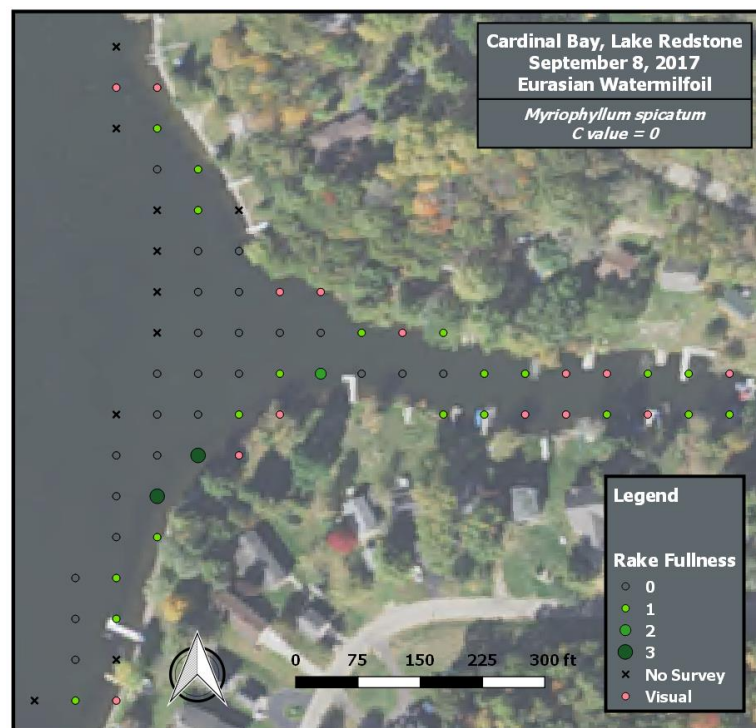 Cardinal Bay, Lake Redstone
September 8, 2017
Eurasian Watermilfoil
Myriophyllum spicatum
C value = 0
Legend
Rake Fullness
0
1
2
3
No Survey
Visual
0 75 150 225 300 ft